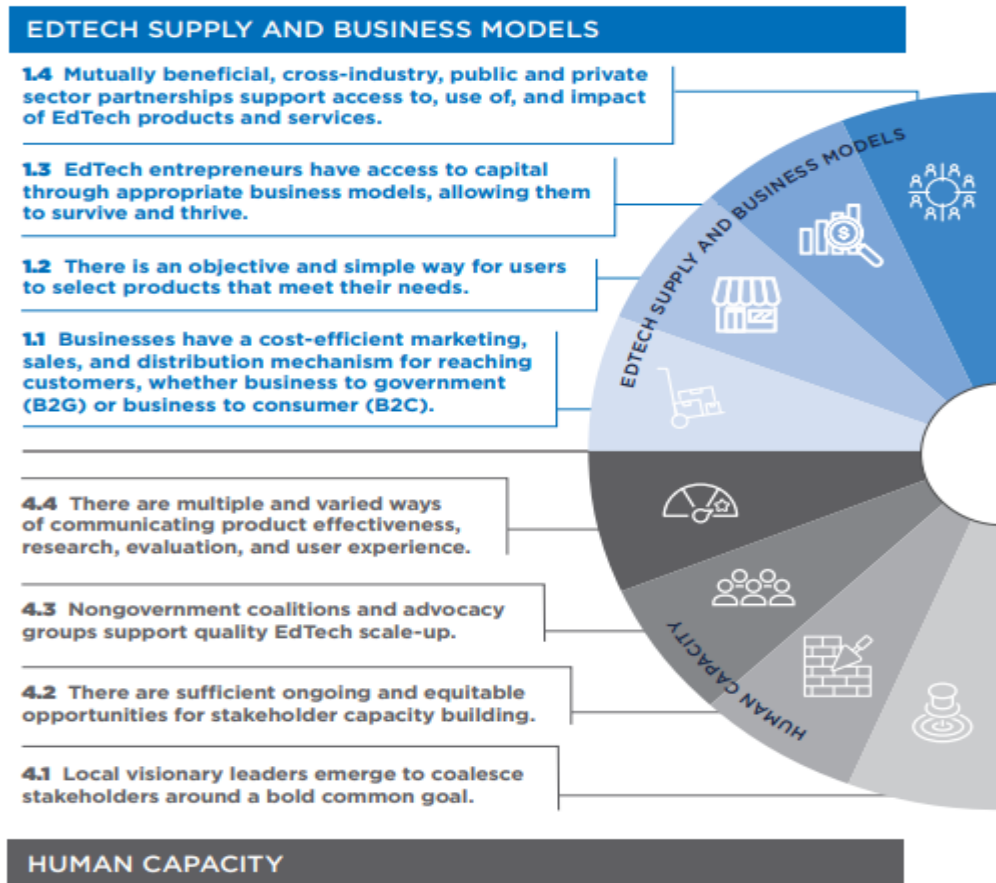 EDTECH SUPPLY AND BUSINESS MODELS
1.4 Mutually beneficial, cross-industry, public and private
sector partnerships support access to, use of, and impact
of EdTech products and services.
1.3 EdTech entrepreneurs have access to capital
through appropriate business models, allowing them
to survive and thrive.
1.2 There is an objective and simple way for users
to select products that meet their needs.
1.1 Businesses have a cost-efficient marketing,
sales, and distribution mechanism for reaching
customers, whether business to government
(B2G) or business to consumer (B2C).
EDTECH SUPPLY AND BUSINESS MODELS
$
4.4 There are multiple and varied ways
of communicating product effectiveness,
research, evaluation, and user experience.
4.3 Nongovernment coalitions and advocacy
groups support quality EdTech scale-up.
4.2 There are sufficient ongoing and equitable
opportunities for stakeholder capacity building.
4.1 Local visionary leaders emerge to coalesce
stakeholders around a bold common goal.
HUMAN CAPACITY
HUMAN CAPACITY